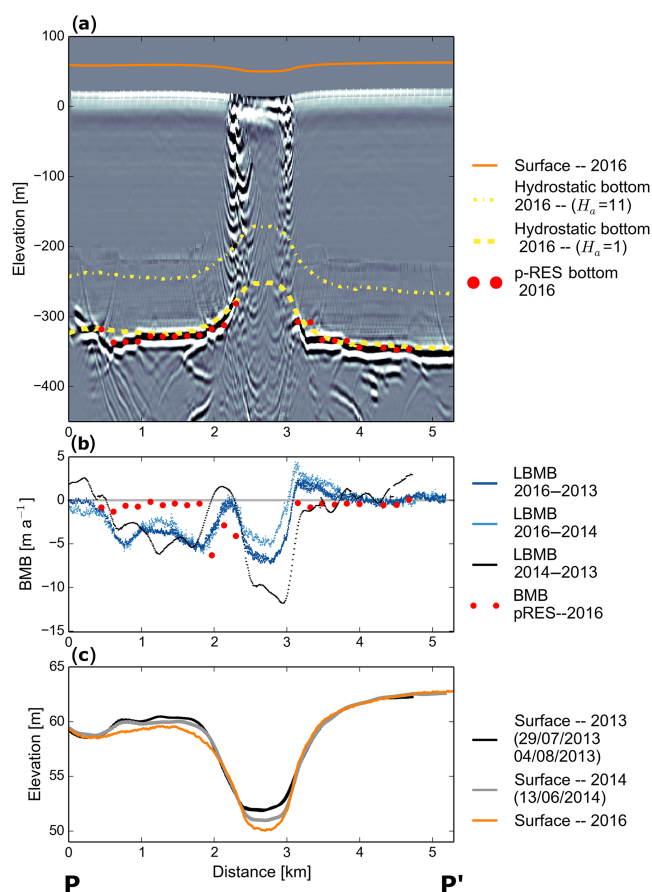 (a)
100
0
−100
−200
−300
−400
Elevation [m]
0 1 2 3 4 5
Surface -- 2016
Hydrostatic bottom
2016 -- (Ha=11)
Hydrostatic bottom
2016 -- (Ha=1)
p-RES bottom
2016
(b)
5
0
−5
−10
−15
BMB [m a⁻¹]
0 1 2 3 4 5
LBMB
2016−2013
LBMB
2016−2014
LBMB
2014−2013
BMB
pRES--2016
(c)
65
60
55
50
Elevation [m]
0 1 2 3 4 5
Distance [km]
P P'
Surface -- 2013
(29/07/2013
04/08/2013)
Surface -- 2014
(13/06/2014)
Surface -- 2016